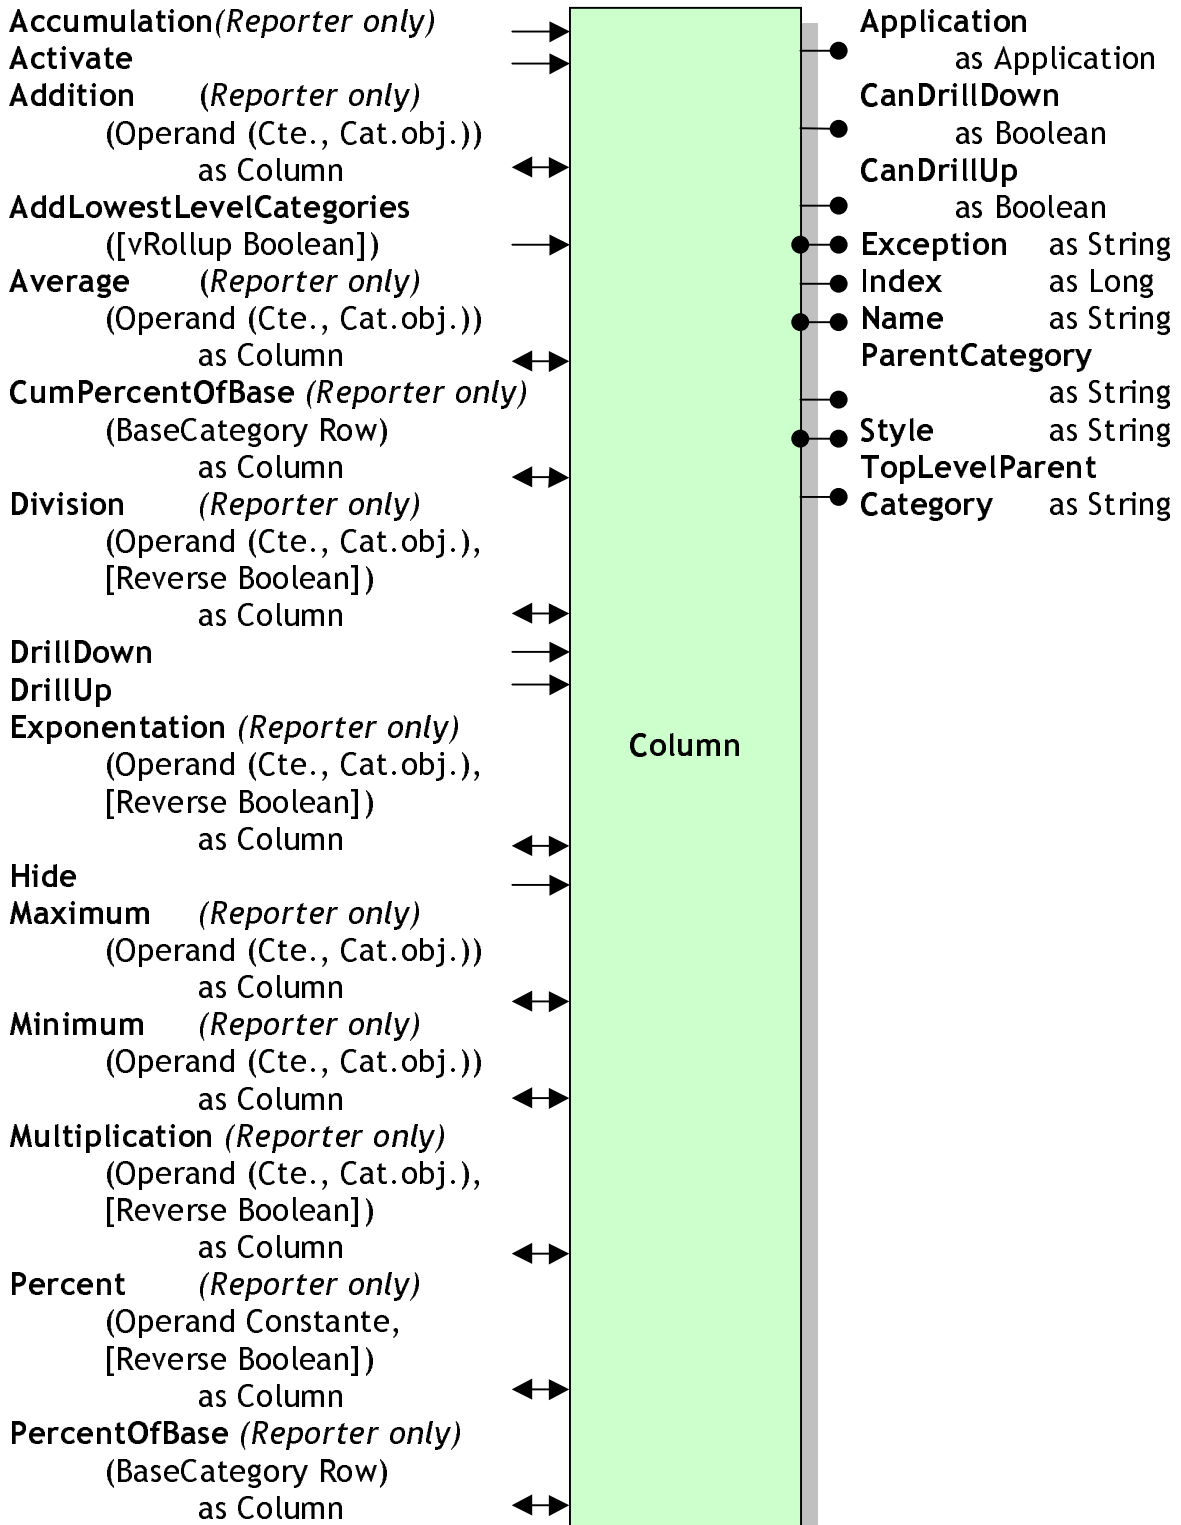 Accumulation(Reporter only)
Activate
Addition (Reporter only)
(Operand (Cte., Cat.obj.))
as Column
AddLowestLevelCategories
([vRollup Boolean])
Average (Reporter only)
(Operand (Cte., Cat.obj.))
as Column
CumPercentOfBase (Reporter only)
(BaseCategory Row)
as Column
Division (Reporter only)
(Operand (Cte., Cat.obj.),
[Reverse Boolean])
as Column
DrillDown
DrillUp
Exponentation (Reporter only)
(Operand (Cte., Cat.obj.),
[Reverse Boolean])
as Column
Hide
Maximum (Reporter only)
(Operand (Cte., Cat.obj.))
as Column
Minimum (Reporter only)
(Operand (Cte., Cat.obj.))
as Column
Multiplication (Reporter only)
(Operand (Cte., Cat.obj.),
[Reverse Boolean])
as Column
Percent (Reporter only)
(Operand Constante,
[Reverse Boolean])
as Column
PercentOfBase (Reporter only)
(BaseCategory Row)
as Column
Column
Application
as Application
CanDrillDown
as Boolean
CanDrillUp
as Boolean
Exception as String
Index as Long
Name as String
ParentCategory
as String
Style as String
TopLevelParent
Category as String